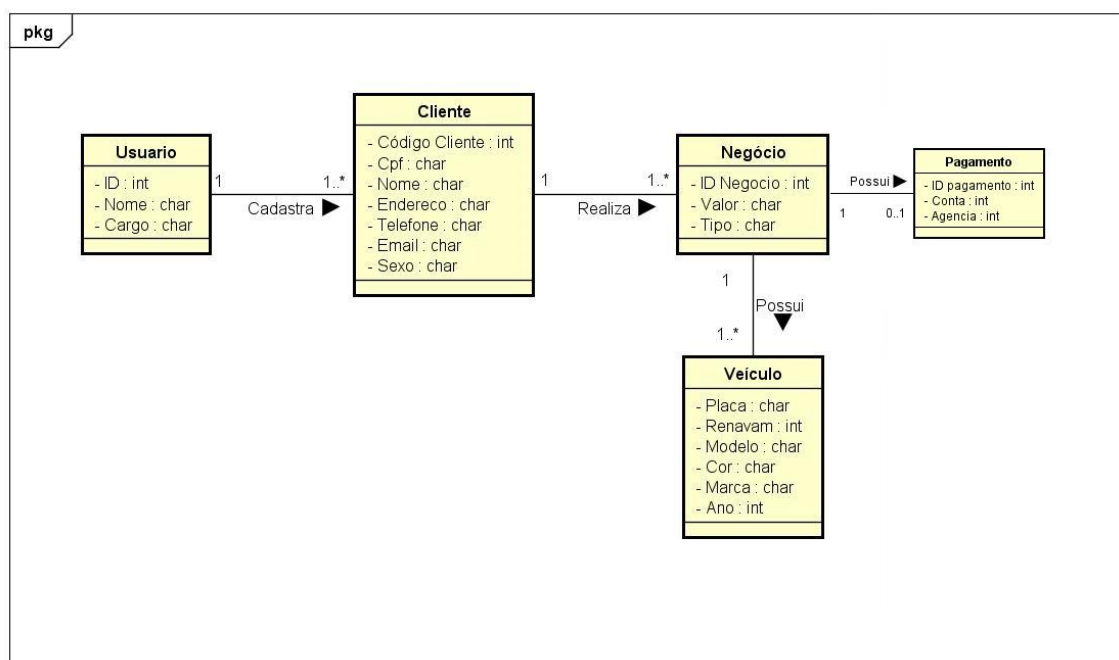 pkg
Usuario
- ID : int
- Nome : char
- Cargo : char
1
1..*
Cadastra
Cliente
- Código Cliente : int
- Cpf : char
- Nome : char
- Endereco : char
- Telefone : char
- Email : char
- Sexo : char
1
1..*
Realiza
Negócio
- ID Negocio : int
- Valor : char
- Tipo : char
Possui
1
0..1
Pagamento
- ID pagamento : int
- Conta : int
- Agencia : int
1
Possui
1..*
Veículo
- Placa : char
- Renavam : int
- Modelo : char
- Cor : char
- Marca : char
- Ano : int